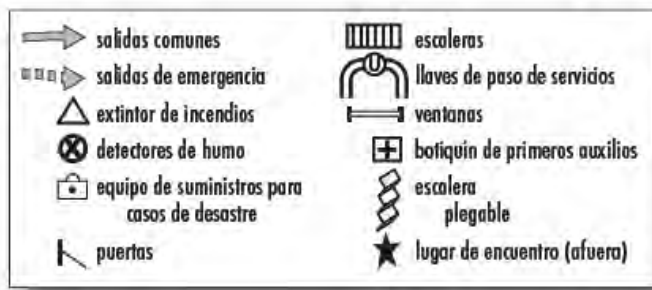 salidas comunes
salidas de emergencia
extintor de incendios
detectores de humo
equipo de suministros para
casos de desastre
puertas
escaleras
llaves de paso de servicios
ventanas
botiquín de primeros auxilios
escalera
plegable
lugar de encuentro (afuera)